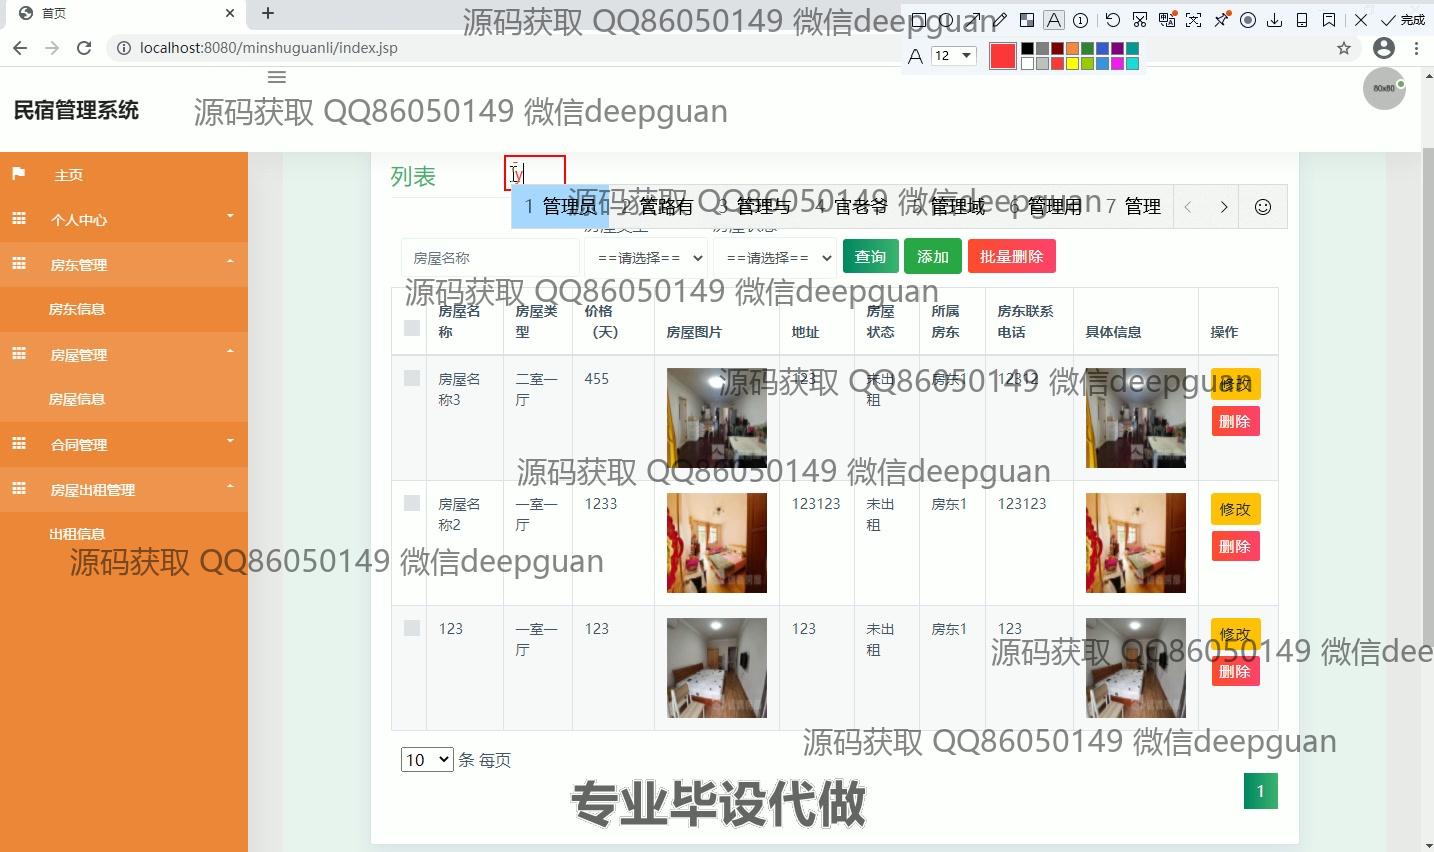 首页
源码获取 QQ86050149 微信deepguan
完成
localhost:8080/minshuguanli/index.jsp
A 12
民宿管理系统
源码获取 QQ86050149 微信deepguan
80x80
主页
个人中心
房东管理
房东信息
房屋管理
房屋信息
合同管理
房屋出租管理
出租信息
列表
y
1 管理员 2 管路有 3 管理与 4 官老爷 5 管理域 6 管理用 7 管理
源码获取 QQ86050149 微信deepguan
房屋类型 房屋状态
房屋名称 ==请选择== ==请选择== 查询 添加 批量删除
源码获取 QQ86050149 微信deepguan
房屋名称 房屋类型 价格（天） 房屋图片 地址 房屋状态 所属房东 房东联系电话 具体信息 操作
房屋名称3 二室一厅 455 123 未出租 房东1 12312 修改
删除
源码获取 QQ86050149 微信deepguan
源码获取 QQ86050149 微信deepguan
房屋名称2 一室一厅 1233 123123 未出租 房东1 123123 修改
删除
源码获取 QQ86050149 微信deepguan
123 一室一厅 123 123 未出租 房东1 123 修改
删除
源码获取 QQ86050149 微信dee
源码获取 QQ86050149 微信deepguan
10 条 每页
1
专业毕设代做